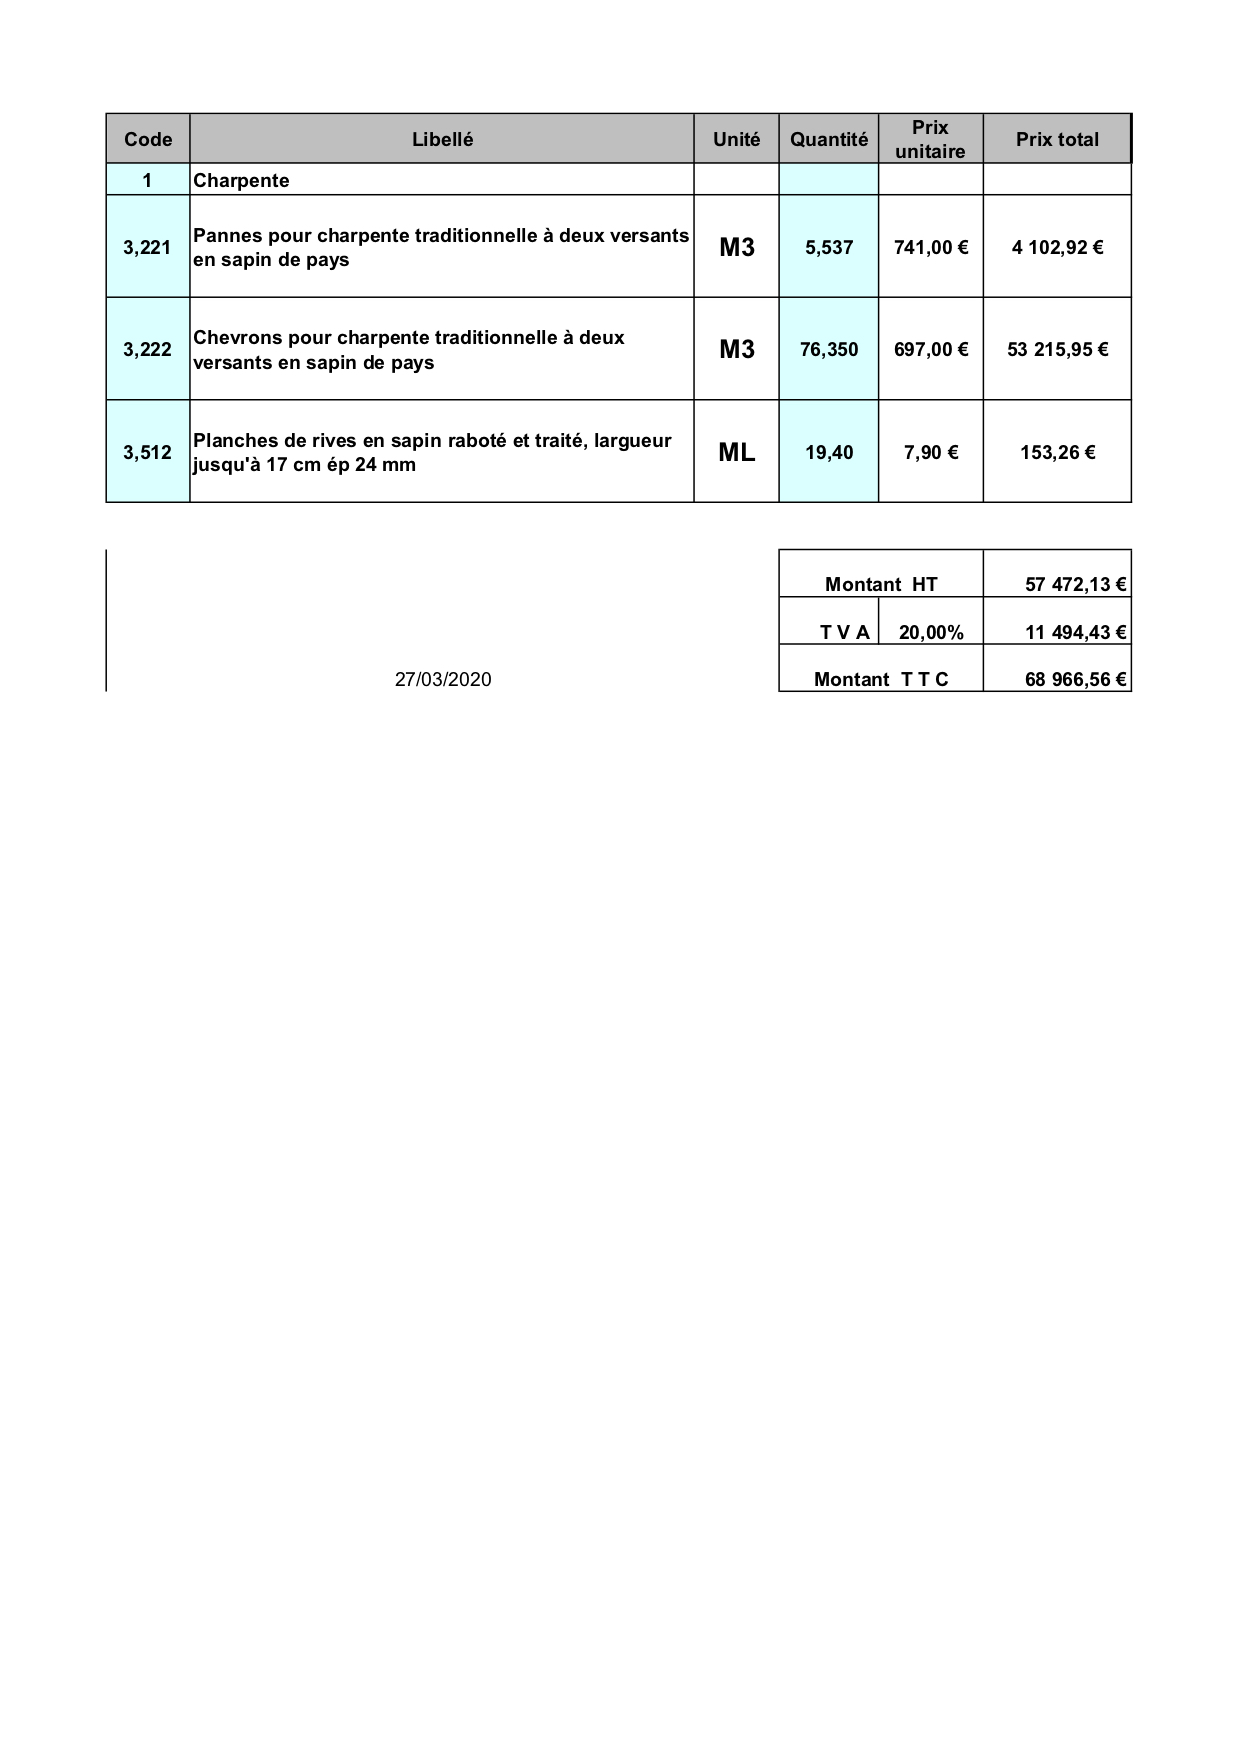 Code Libellé Unité Quantité Prix unitaire Prix total
1 Charpente
3,221 Pannes pour charpente traditionnelle à deux versants
en sapin de pays M3 5,537 741,00 € 4 102,92 €
3,222 Chevrons pour charpente traditionnelle à deux
versants en sapin de pays M3 76,350 697,00 € 53 215,95 €
3,512 Planches de rives en sapin raboté et traité, largueur
jusqu'à 17 cm ép 24 mm ML 19,40 7,90 € 153,26 €
Montant HT 57 472,13 €
T V A 20,00% 11 494,43 €
27/03/2020 Montant T T C 68 966,56 €